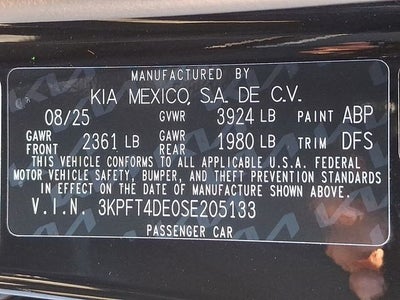 MANUFACTURED BY
KIA MEXICO, S.A. DE C.V.
08/25 GVWR 3924 LB PAINT ABP
GAWR FRONT 2361 LB GAWR REAR 1980 LB TRIM DFS
THIS VEHICLE CONFORMS TO ALL APPLICABLE U.S.A. FEDERAL
MOTOR VEHICLE SAFETY, BUMPER, AND THEFT PREVENTION STANDARDS
IN EFFECT ON THE DATE OF MANUFACTURE SHOWN ABOVE.
V.I.N. 3KPFT4DE0SE205133
PASSENGER CAR